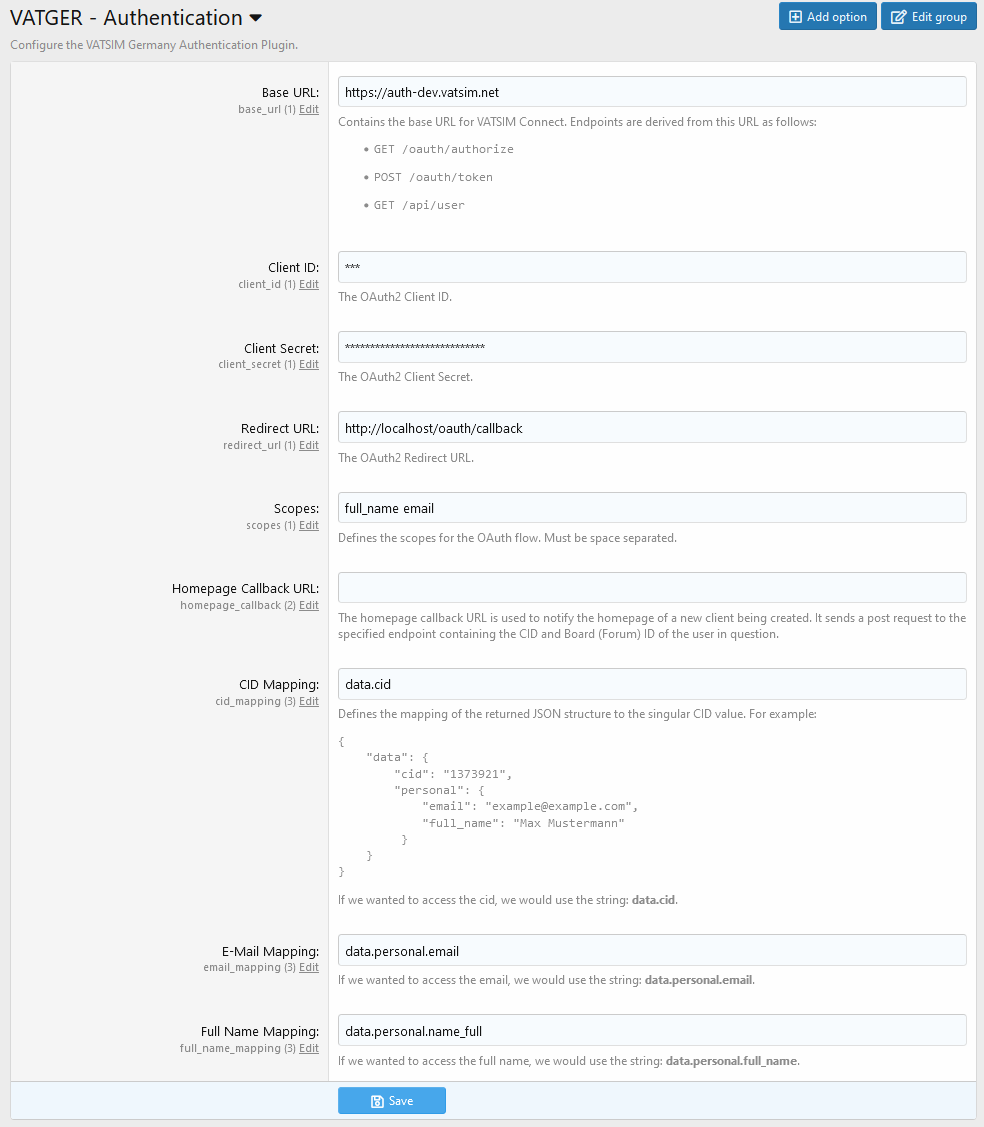 VATGER - Authentication
Add option
Edit group
Configure the VATSIM Germany Authentication Plugin.
Base URL:
base_url (1) Edit
https://auth-dev.vatsim.net
Contains the base URL for VATSIM Connect. Endpoints are derived from this URL as follows:
• GET /oauth/authorize
• POST /oauth/token
• GET /api/user
Client ID:
client_id (1) Edit
***
The OAuth2 Client ID.
Client Secret:
client_secret (1) Edit
****************************
The OAuth2 Client Secret.
Redirect URL:
redirect_url (1) Edit
http://localhost/oauth/callback
The OAuth2 Redirect URL.
Scopes:
scopes (1) Edit
full_name email
Defines the scopes for the OAuth flow. Must be space separated.
Homepage Callback URL:
homepage_callback (2) Edit
The homepage callback URL is used to notify the homepage of a new client being created. It sends a post request to the
specified endpoint containing the CID and Board (Forum) ID of the user in question.
CID Mapping:
cid_mapping (3) Edit
data.cid
Defines the mapping of the returned JSON structure to the singular CID value. For example:
{
    "data": {
        "cid": "1373921",
        "personal": {
            "email": "example@example.com",
            "full_name": "Max Mustermann"
         }
    }
}
If we wanted to access the cid, we would use the string: data.cid.
E-Mail Mapping:
email_mapping (3) Edit
data.personal.email
If we wanted to access the email, we would use the string: data.personal.email.
Full Name Mapping:
full_name_mapping (3) Edit
data.personal.name_full
If we wanted to access the full name, we would use the string: data.personal.full_name.
Save